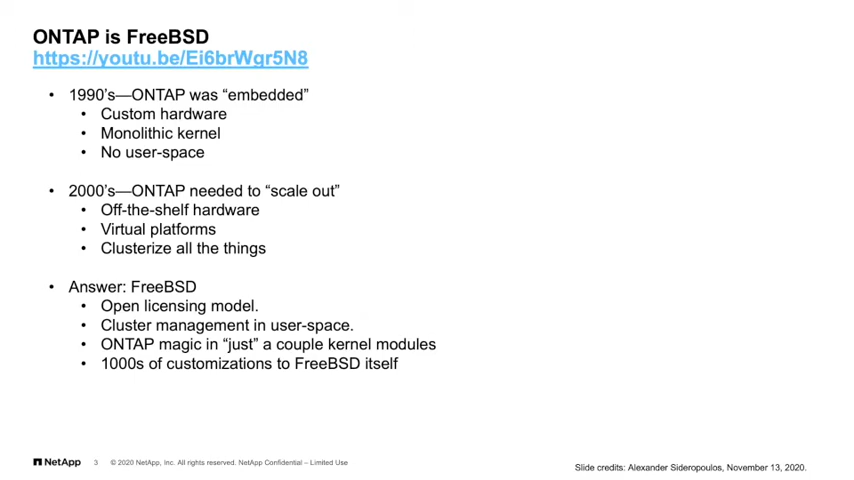 ONTAP is FreeBSD
https://youtu.be/Ei6brWgr5N8
• 1990's—ONTAP was “embedded”
• Custom hardware
• Monolithic kernel
• No user-space
• 2000's—ONTAP needed to “scale out”
• Off-the-shelf hardware
• Virtual platforms
• Clusterize all the things
• Answer: FreeBSD
• Open licensing model.
• Cluster management in user-space.
• ONTAP magic in “just” a couple kernel modules
• 1000s of customizations to FreeBSD itself
NetApp 3 © 2020 NetApp, Inc. All rights reserved. NetApp Confidential – Limited Use
Slide credits: Alexander Sideropoulos, November 13, 2020.